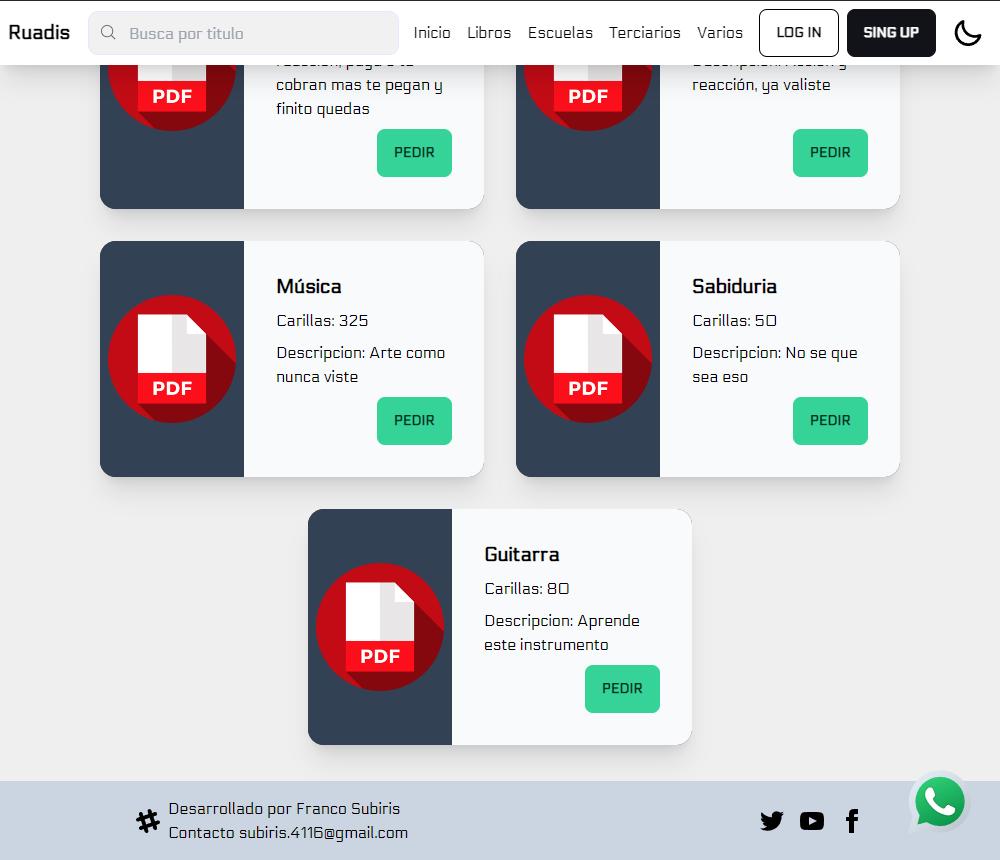 Ruadis
Busca por titulo
Inicio
Libros
Escuelas
Terciarios
Varios
LOG IN
SING UP
PDF
cobran mas te pegan y
finito quedas
PEDIR
PDF
reacción, ya valiste
PEDIR
PDF
Música
Carillas: 325
Descripcion: Arte como
nunca viste
PEDIR
PDF
Sabiduria
Carillas: 50
Descripcion: No se que
sea eso
PEDIR
PDF
Guitarra
Carillas: 80
Descripcion: Aprende
este instrumento
PEDIR
Desarrollado por Franco Subiris
Contacto subiris.4116@gmail.com